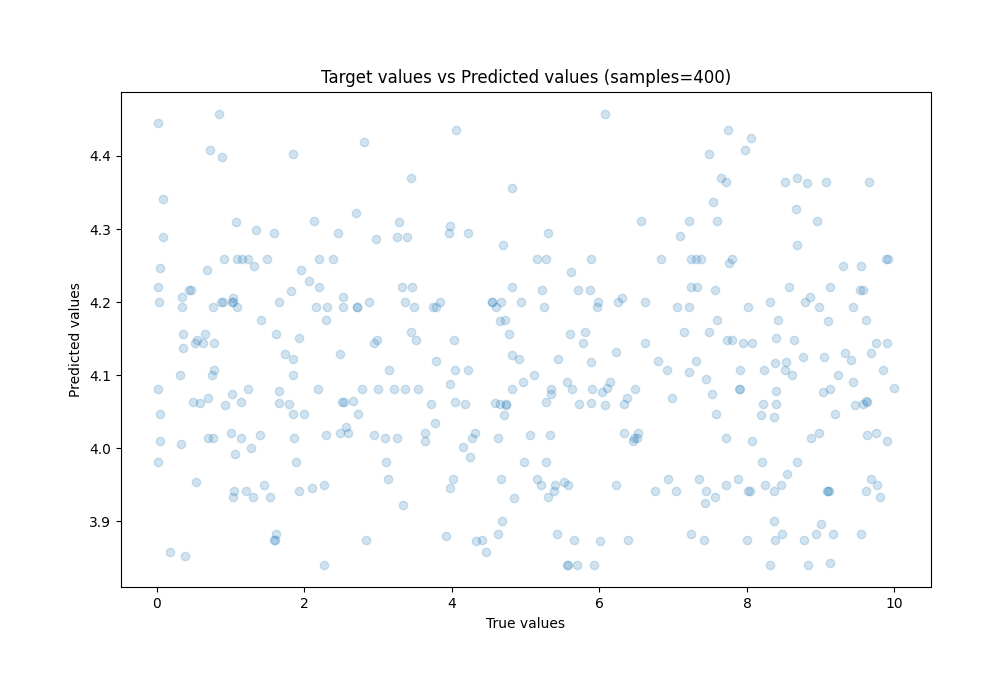 Target values vs Predicted values (samples=400)
4.4
4.3
4.2
4.1
4.0
3.9
Predicted values
0 2 4 6 8 10
True values